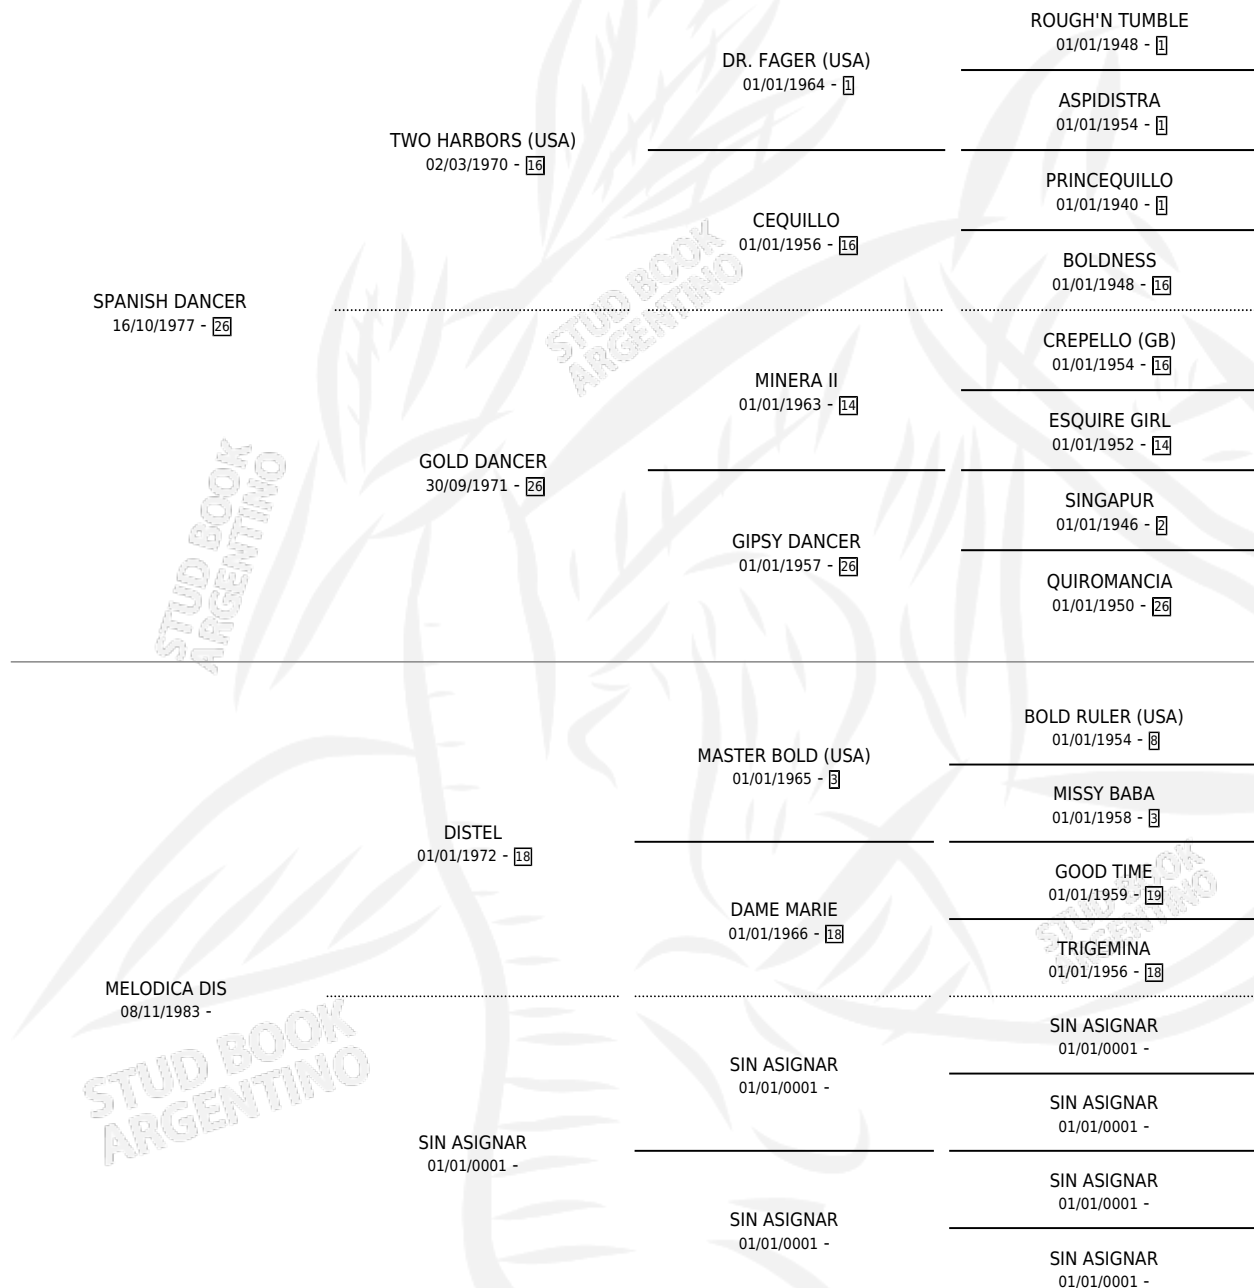 ROUGH'N TUMBLE
01/01/1948 - 1
DR. FAGER (USA)
01/01/1964 - 1
ASPIDISTRA
01/01/1954 - 1
TWO HARBORS (USA)
02/03/1970 - 16
PRINCEQUILLO
01/01/1940 - 1
CEQUILLO
01/01/1956 - 16
BOLDNESS
01/01/1948 - 16
SPANISH DANCER
16/10/1977 - 26
STUD BOOK
ARGENTINO
CREPELLO (GB)
01/01/1954 - 16
MINERA II
01/01/1963 - 14
ESQUIRE GIRL
01/01/1952 - 14
GOLD DANCER
30/09/1971 - 26
SINGAPUR
01/01/1946 - 2
GIPSY DANCER
01/01/1957 - 26
QUIROMANCIA
01/01/1950 - 26
STUD BOOK
ARGENTINO
BOLD RULER (USA)
01/01/1954 - 8
MASTER BOLD (USA)
01/01/1965 - 3
MISSY BABA
01/01/1958 - 3
DISTEL
01/01/1972 - 18
GOOD TIME
01/01/1959 - 19
DAME MARIE
01/01/1966 - 18
STUD BOOK
ARGENTINO
TRIGEMINA
01/01/1956 - 18
MELODICA DIS
08/11/1983 -
SIN ASIGNAR
01/01/0001 -
SIN ASIGNAR
01/01/0001 -
STUD BOOK
ARGENTINO
SIN ASIGNAR
01/01/0001 -
SIN ASIGNAR
01/01/0001 -
SIN ASIGNAR
01/01/0001 -
SIN ASIGNAR
01/01/0001 -
SIN ASIGNAR
01/01/0001 -